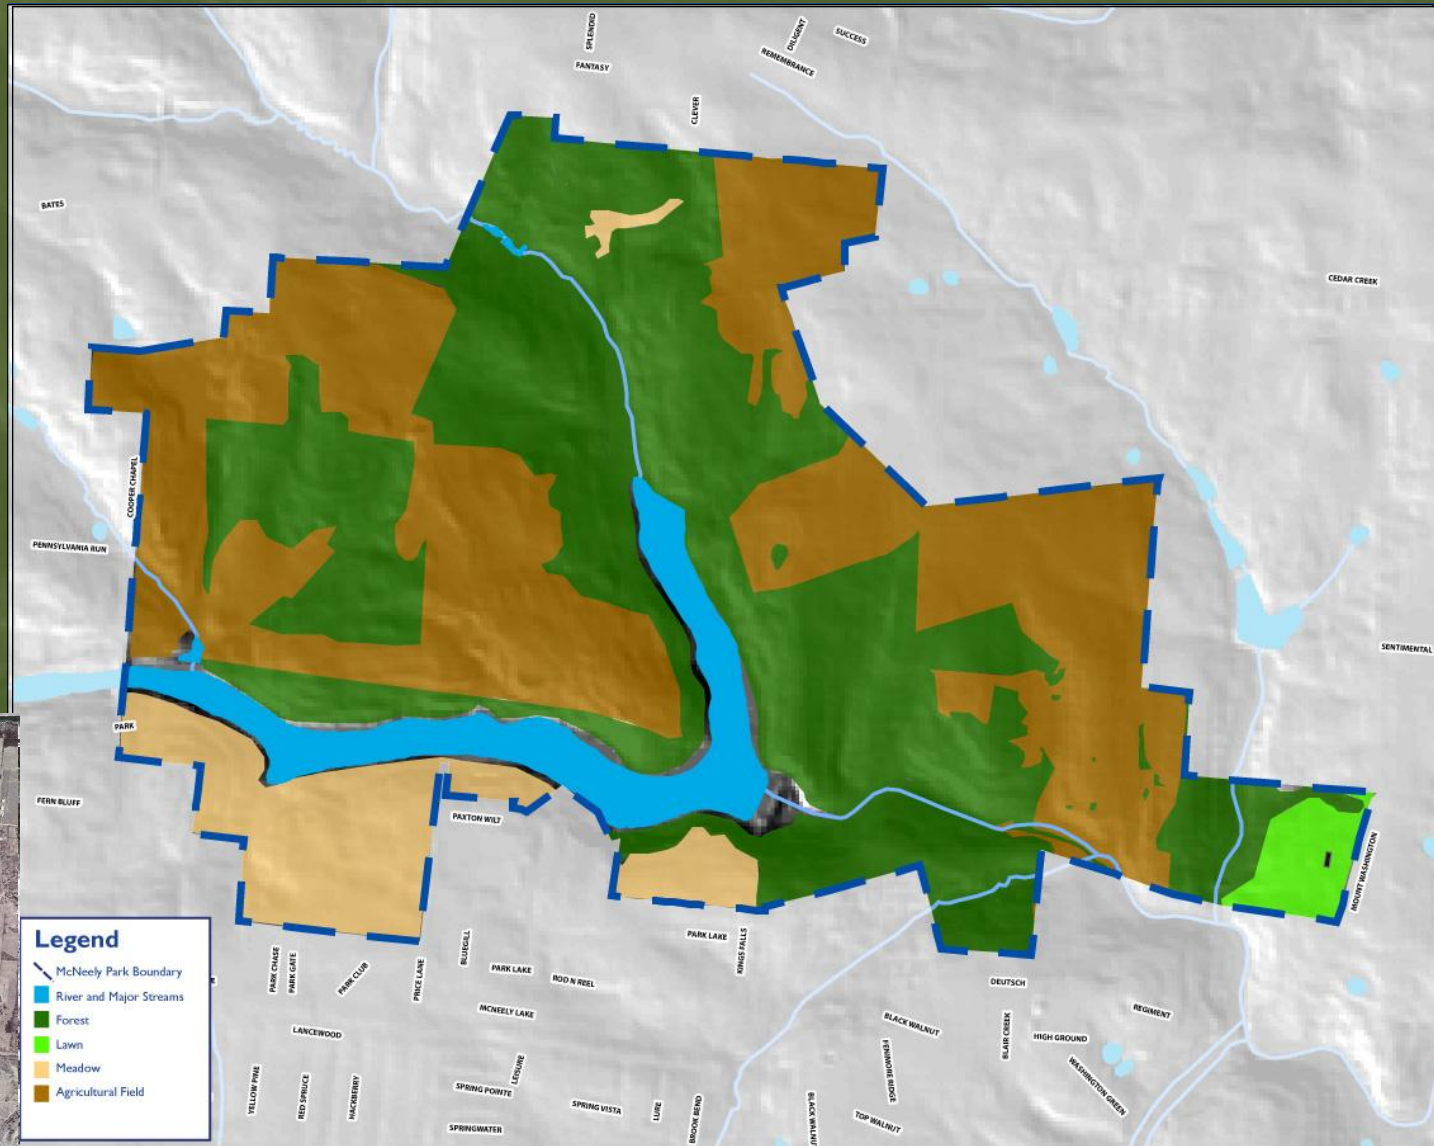 SPLENDID
DILIGENT
SUCCESS
FANTASY
REMEMBRANCE
CLEVER
BATES
CEDAR CREEK
COOPER CHAPEL
PENNSYLVANIA RUN
SENTIMENTAL
PARK
FERN BLUFF
PAXTON WILT
MOUNT WASHINGTON
PARK LAKE
KINGS FALLS
BLUEGILL
PARK CHASE
PARK GATE
PARK CLUB
PRICE LANE
PARK LAKE
ROD N REEL
DEUTSCH
MCNEELY LAKE
BLACK WALNUT
REGIMENT
LANCEWOOD
BLAIR CREEK
HIGH GROUND
YELLOW PINE
RED SPRUCE
HACKBERRY
LEISURE
SPRING POINTE
FENIMORE RIDGE
WASHINGTON GREEN
SPRING VISTA
LURE
BROOK BEND
BLACK WALNU
TOP WALNUT
SPRINGWATER
Legend
McNeely Park Boundary
River and Major Streams
Forest
Lawn
Meadow
Agricultural Field